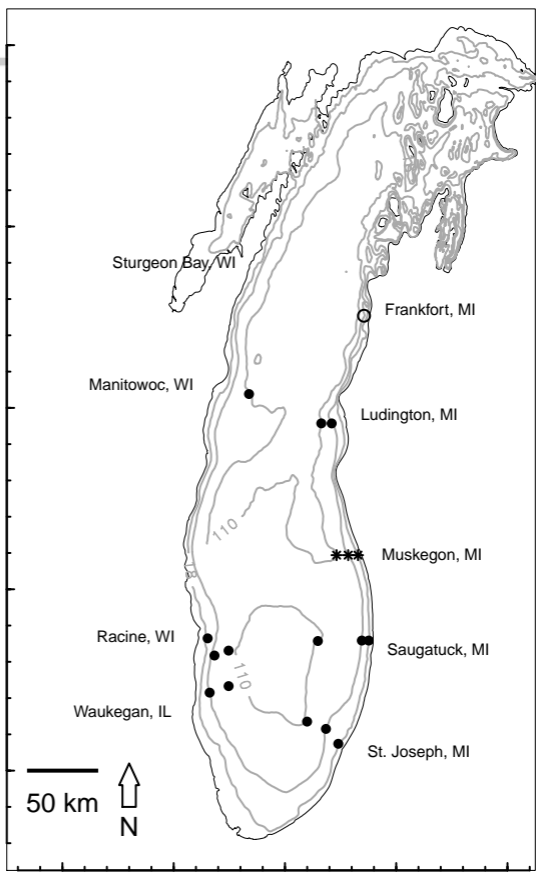 Sturgeon Bay, WI
Frankfort, MI
Manitowoc, WI
Ludington, MI
110
Muskegon, MI
18
Racine, WI
Saugatuck, MI
110
Waukegan, IL
St. Joseph, MI
50 km
N